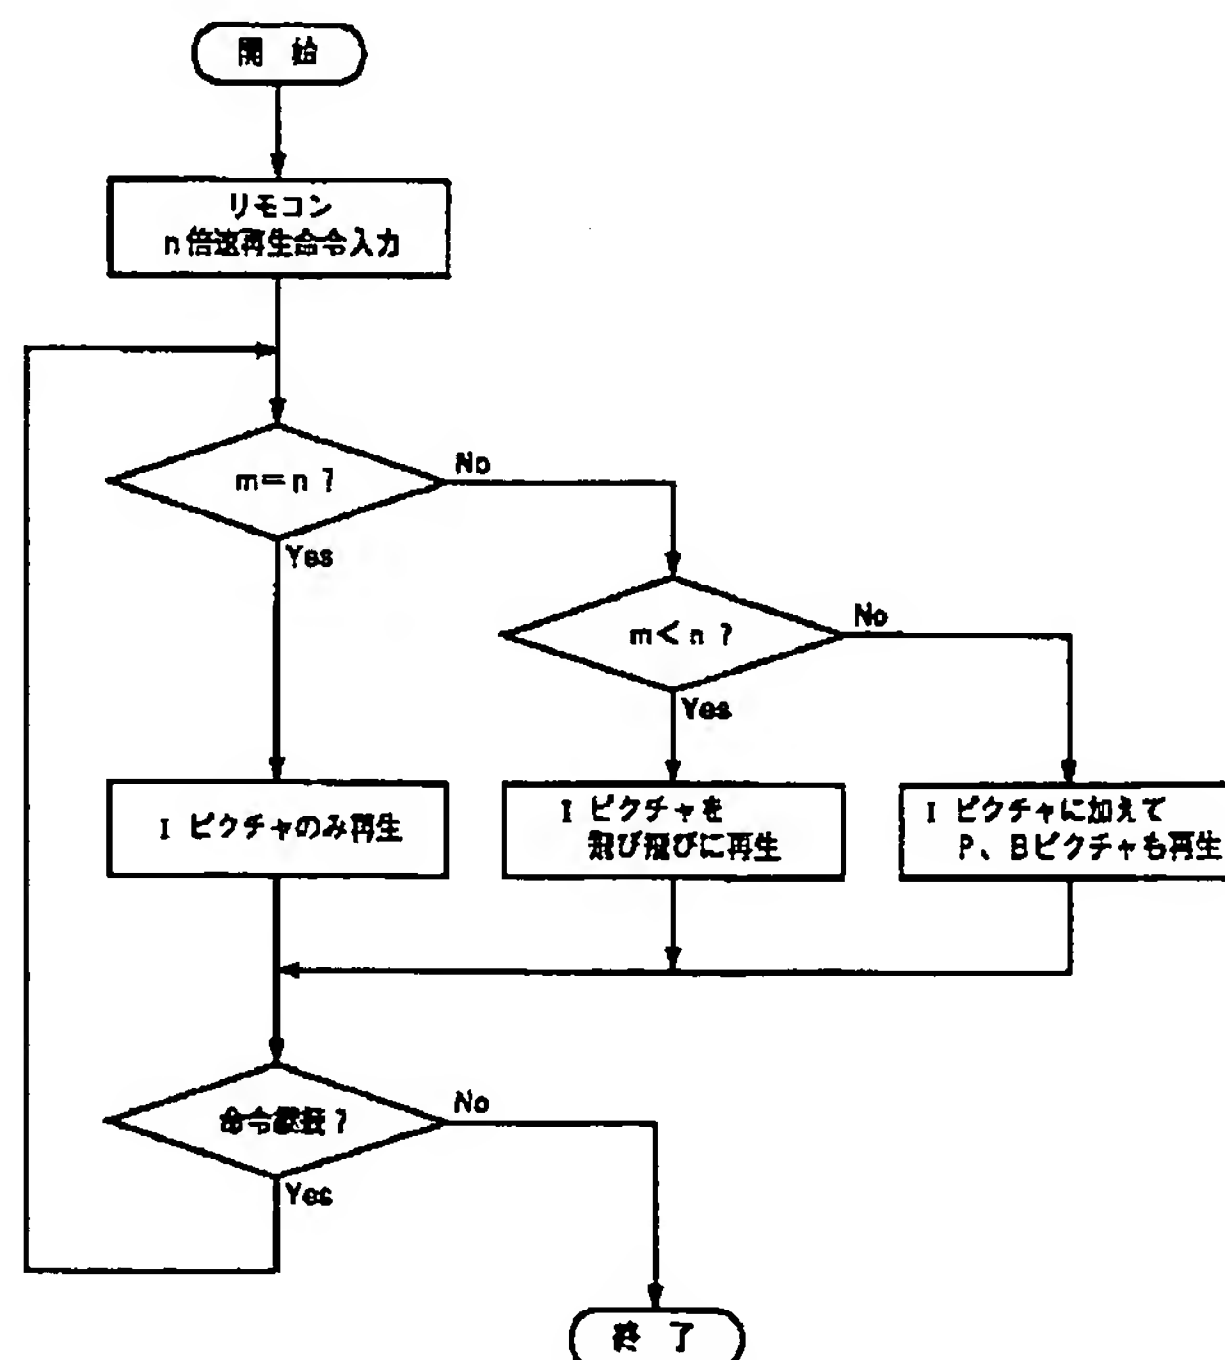 開 始
リモコン
n倍速再生命令入力
m=n ?
No
Yes
m<n ?
No
Yes
I ピクチャのみ再生
I ピクチャを
飛び飛びに再生
I ピクチャに加えて
P、Bピクチャも再生
命令継続?
No
Yes
終 了